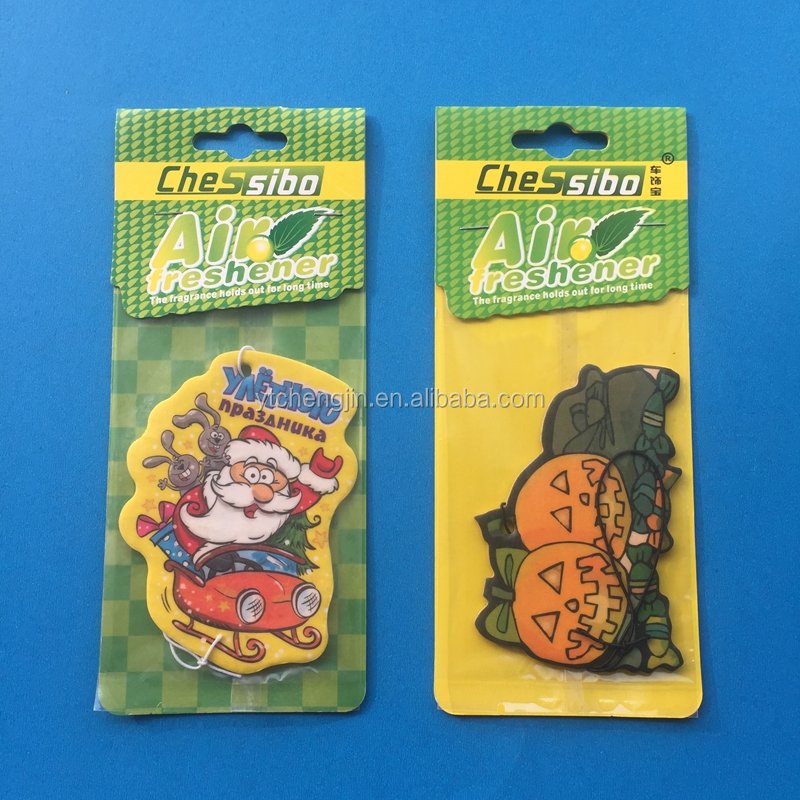 CheSsibo
Air
freshener
The fragrance holds out for long time
УЛЁТНОГО
праздника
CheSsibo®
车饰宝
Air
freshener
The fragrance holds out for long time
ytchengjin.en.alibaba.com